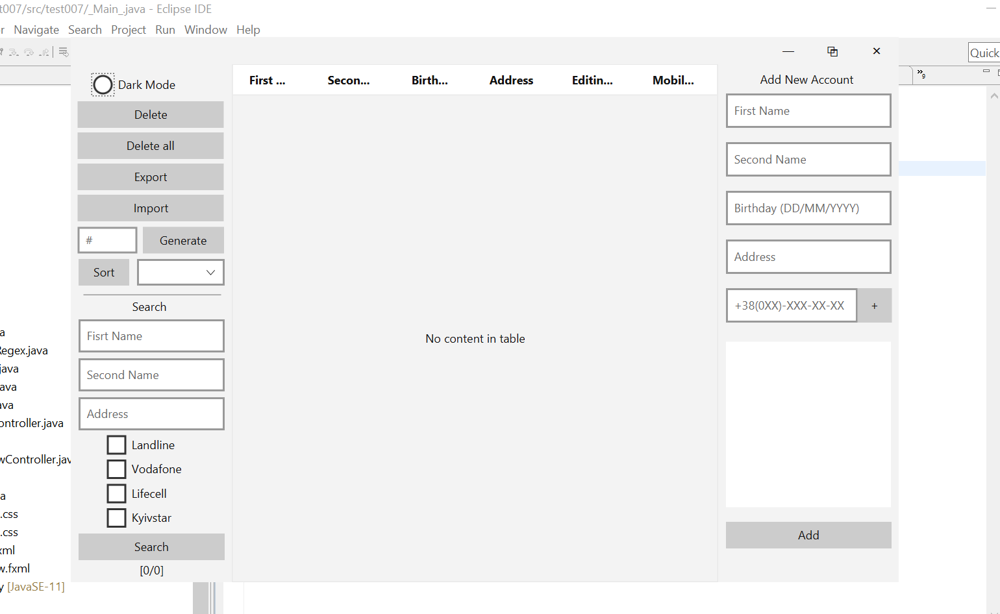 t007/src/test007/_Main_.java - Eclipse IDE
r Navigate Search Project Run Window Help
Quick
Dark Mode
Delete
Delete all
Export
Import
#
Generate
Sort
Search
Fisrt Name
Second Name
Address
Landline
Vodafone
Lifecell
Kyivstar
Search
[0/0]
First ... Secon... Birth... Address Editin... Mobil...
No content in table
Add New Account
First Name
Second Name
Birthday (DD/MM/YYYY)
Address
+38(0XX)-XXX-XX-XX
+
Add
»9
a
Regex.java
java
ava
ava
ontroller.java
wController.jav
a
.css
.css
xml
w.fxml
y [JavaSE-11]